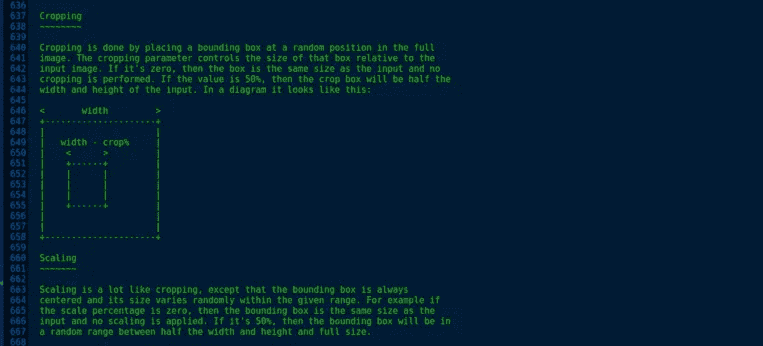 636
637 Cropping
638 ~~~~~~~~
639
640 Cropping is done by placing a bounding box at a random position in the full
641 image. The cropping parameter controls the size of that box relative to the
642 input image. If it's zero, then the box is the same size as the input and no
643 cropping is performed. If the value is 50%, then the crop box will be half the
644 width and height of the input. In a diagram it looks like this:
645
646 <       width         >
647 +---------------------+
648 |                     |
649 |   width - crop%     |
650 |    <      >         |
651 |    +------+         |
652 |    |      |         |
653 |    |      |         |
654 |    |      |         |
655 |    +------+         |
656 |                     |
657 |                     |
658 +---------------------+
659
660 Scaling
661 ~~~~~~~
662
663 Scaling is a lot like cropping, except that the bounding box is always
664 centered and its size varies randomly within the given range. For example if
665 the scale percentage is zero, then the bounding box is the same size as the
666 input and no scaling is applied. If it's 50%, then the bounding box will be in
667 a random range between half the width and height and full size.
668